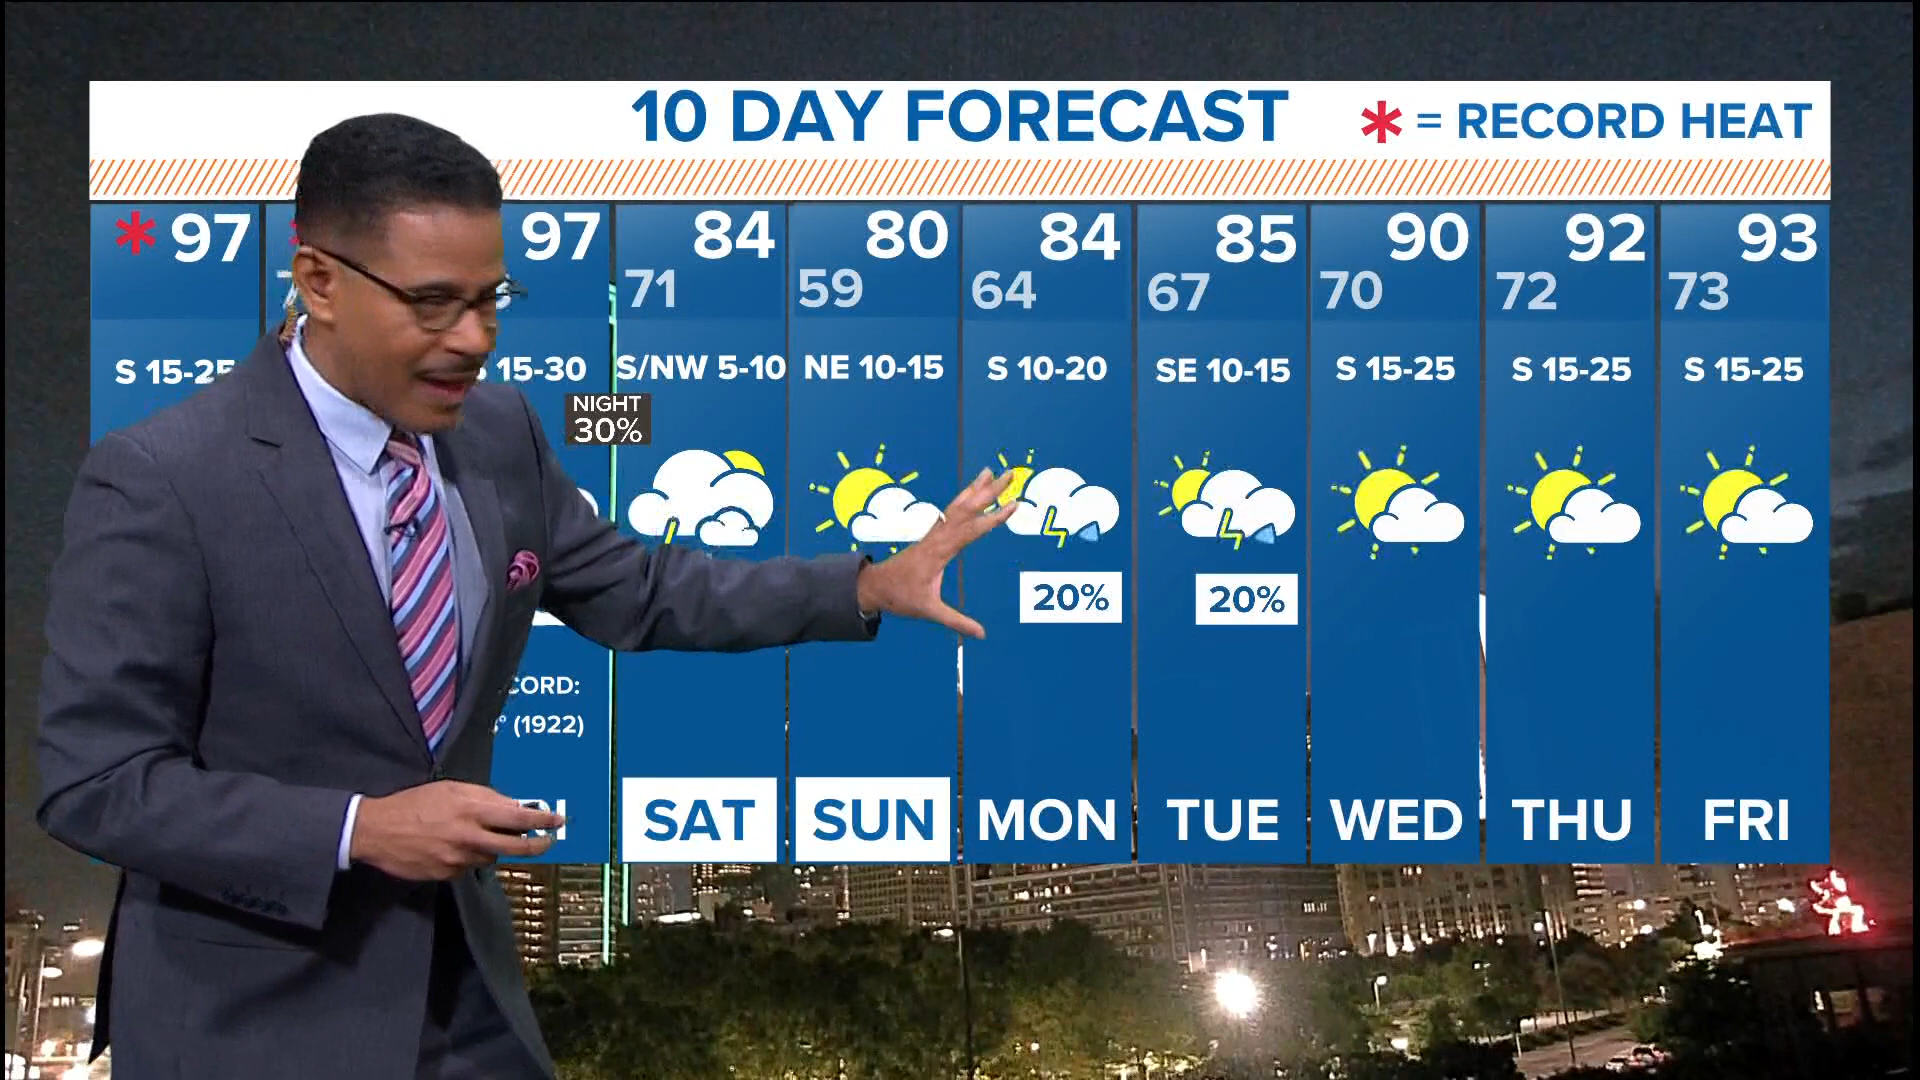 10 DAY FORECAST
* = RECORD HEAT
* 97
97
84
80
84
85
90
92
93
71
59
64
67
70
72
73
S 15-25
15-30
S/NW 5-10
NE 10-15
S 10-20
SE 10-15
S 15-25
S 15-25
S 15-25
NIGHT
30%
20%
20%
CORD:
° (1922)
RI
SAT
SUN
MON
TUE
WED
THU
FRI